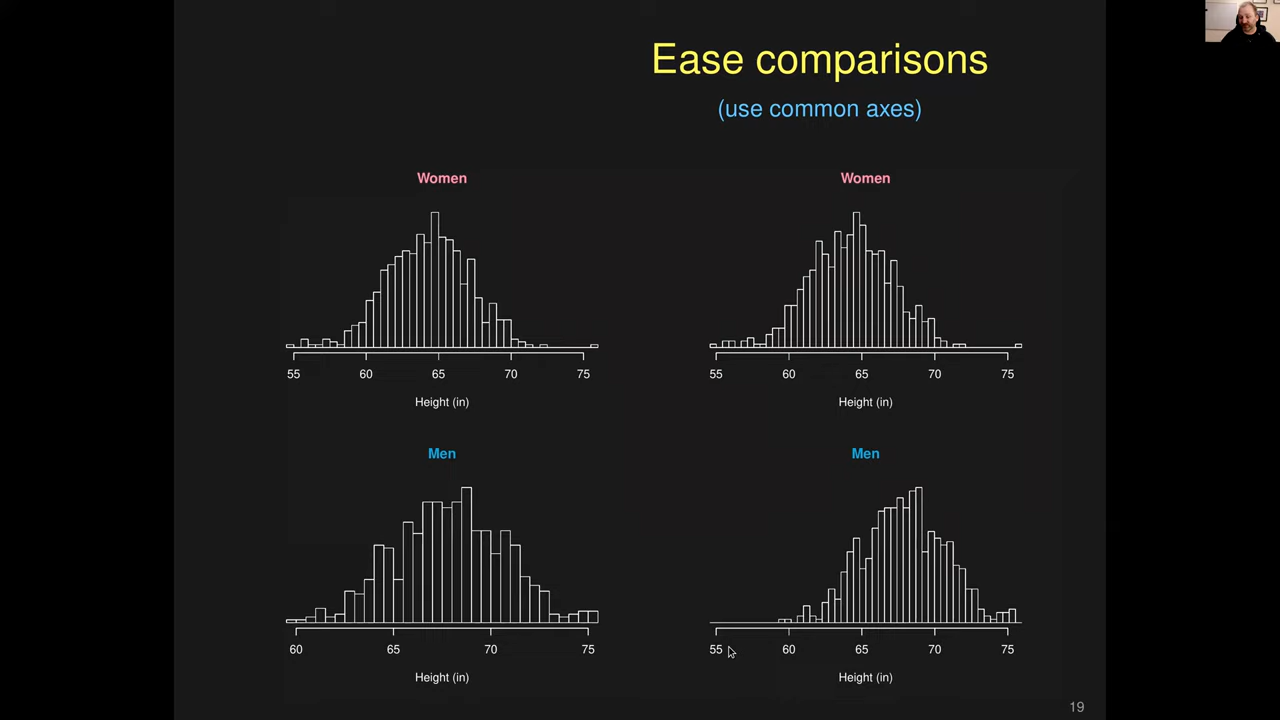 Ease comparisons
(use common axes)
Women
55 60 65 70 75
Height (in)
Women
55 60 65 70 75
Height (in)
Men
60 65 70 75
Height (in)
Men
55 60 65 70 75
Height (in)
19